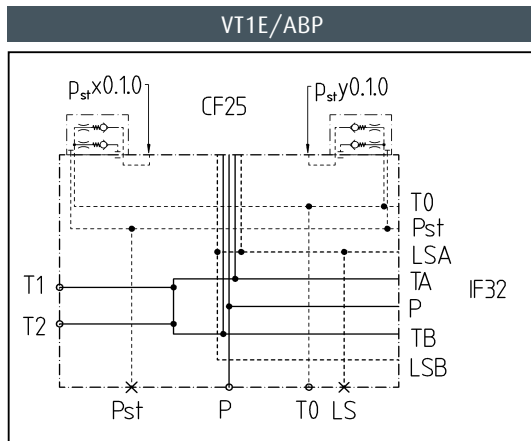 VT1E/ABP
pstx0.1.0 CF25 psty0.1.0
T0
Pst
LSA
T1 TA
IF32
P
T2 TB
LSB
Pst P T0 LS